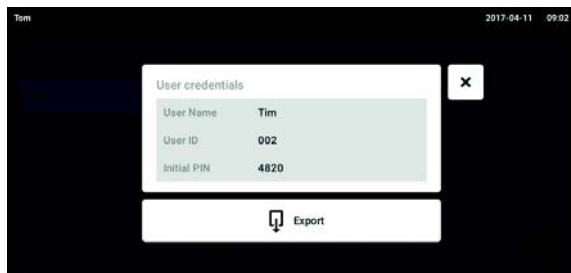 Tom 2017-04-11 09:02
User credentials
User Name Tim
User ID 002
Initial PIN 4820
Export